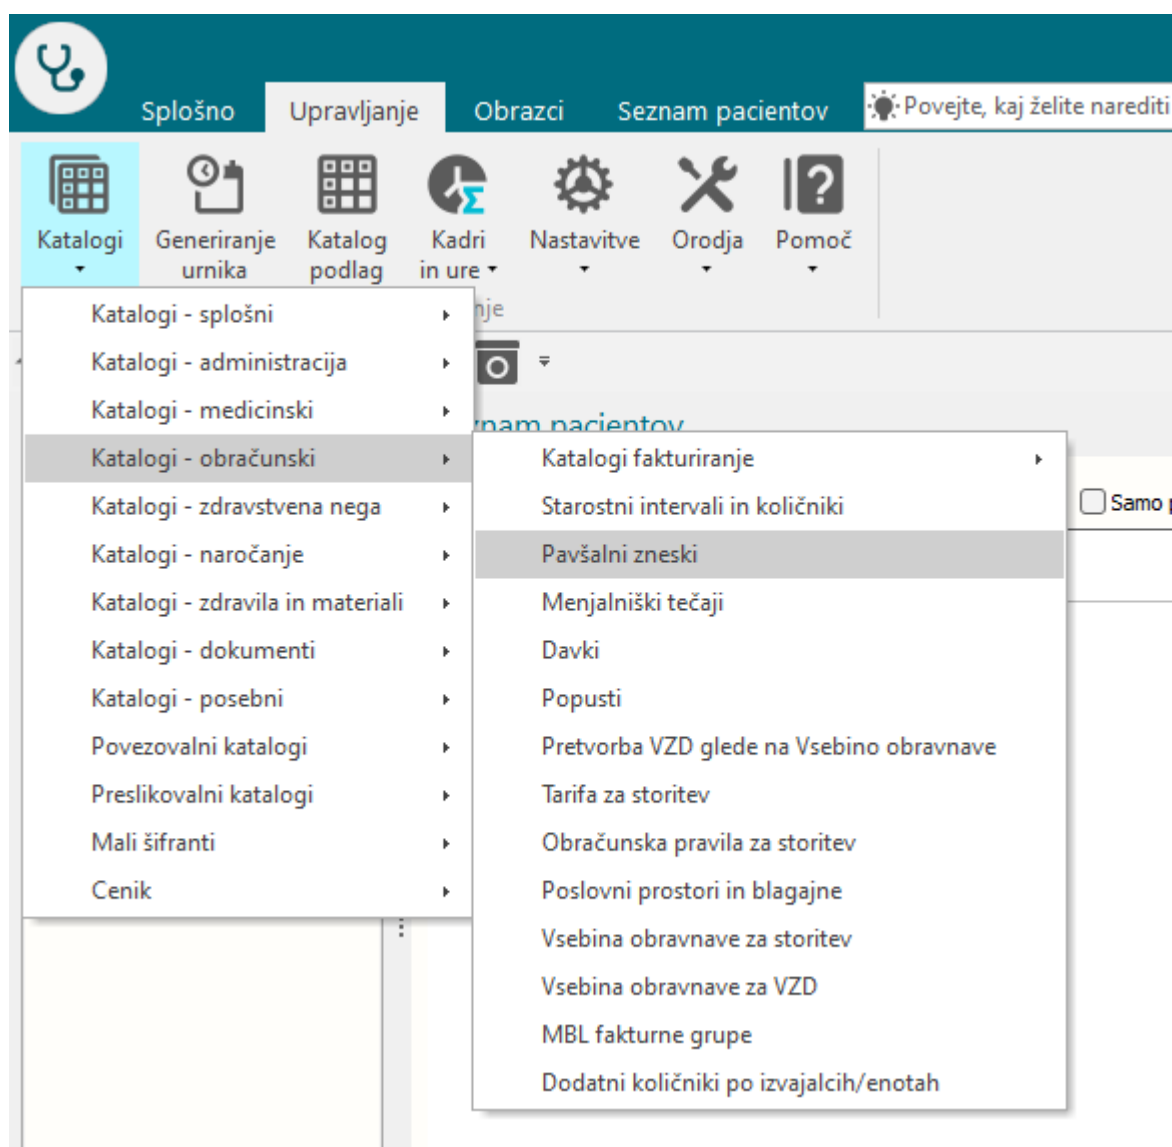 Splošno Upravljanje Obrazci Seznam pacientov Povejte, kaj želite narediti
Katalogi Generiranje urnika Katalog podlag Kadri in ure Nastavitve Orodja Pomoč
Katalogi - splošni
Katalogi - administracija
Katalogi - medicinski
Katalogi - obračunski
Katalogi - zdravstvena nega
Katalogi - naročanje
Katalogi - zdravila in materiali
Katalogi - dokumenti
Katalogi - posebni
Povezovalni katalogi
Preslikovalni katalogi
Mali šifranti
Cenik
pacientov
Katalogi fakturiranje
Starostni intervali in količniki
Pavšalni zneski
Menjalniški tečaji
Davki
Popusti
Pretvorba VZD glede na Vsebino obravnave
Tarifa za storitev
Obračunska pravila za storitev
Poslovni prostori in blagajne
Vsebina obravnave za storitev
Vsebina obravnave za VZD
MBL fakturne grupe
Dodatni količniki po izvajalcih/enotah
Samo